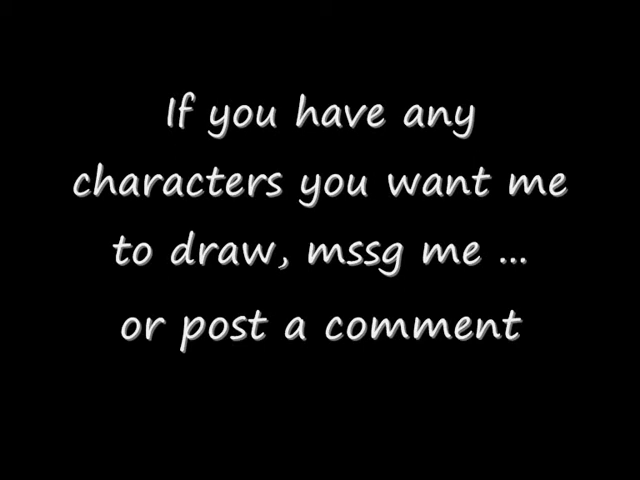 If you have any
characters you want me
to draw, mssg me ...
or post a comment